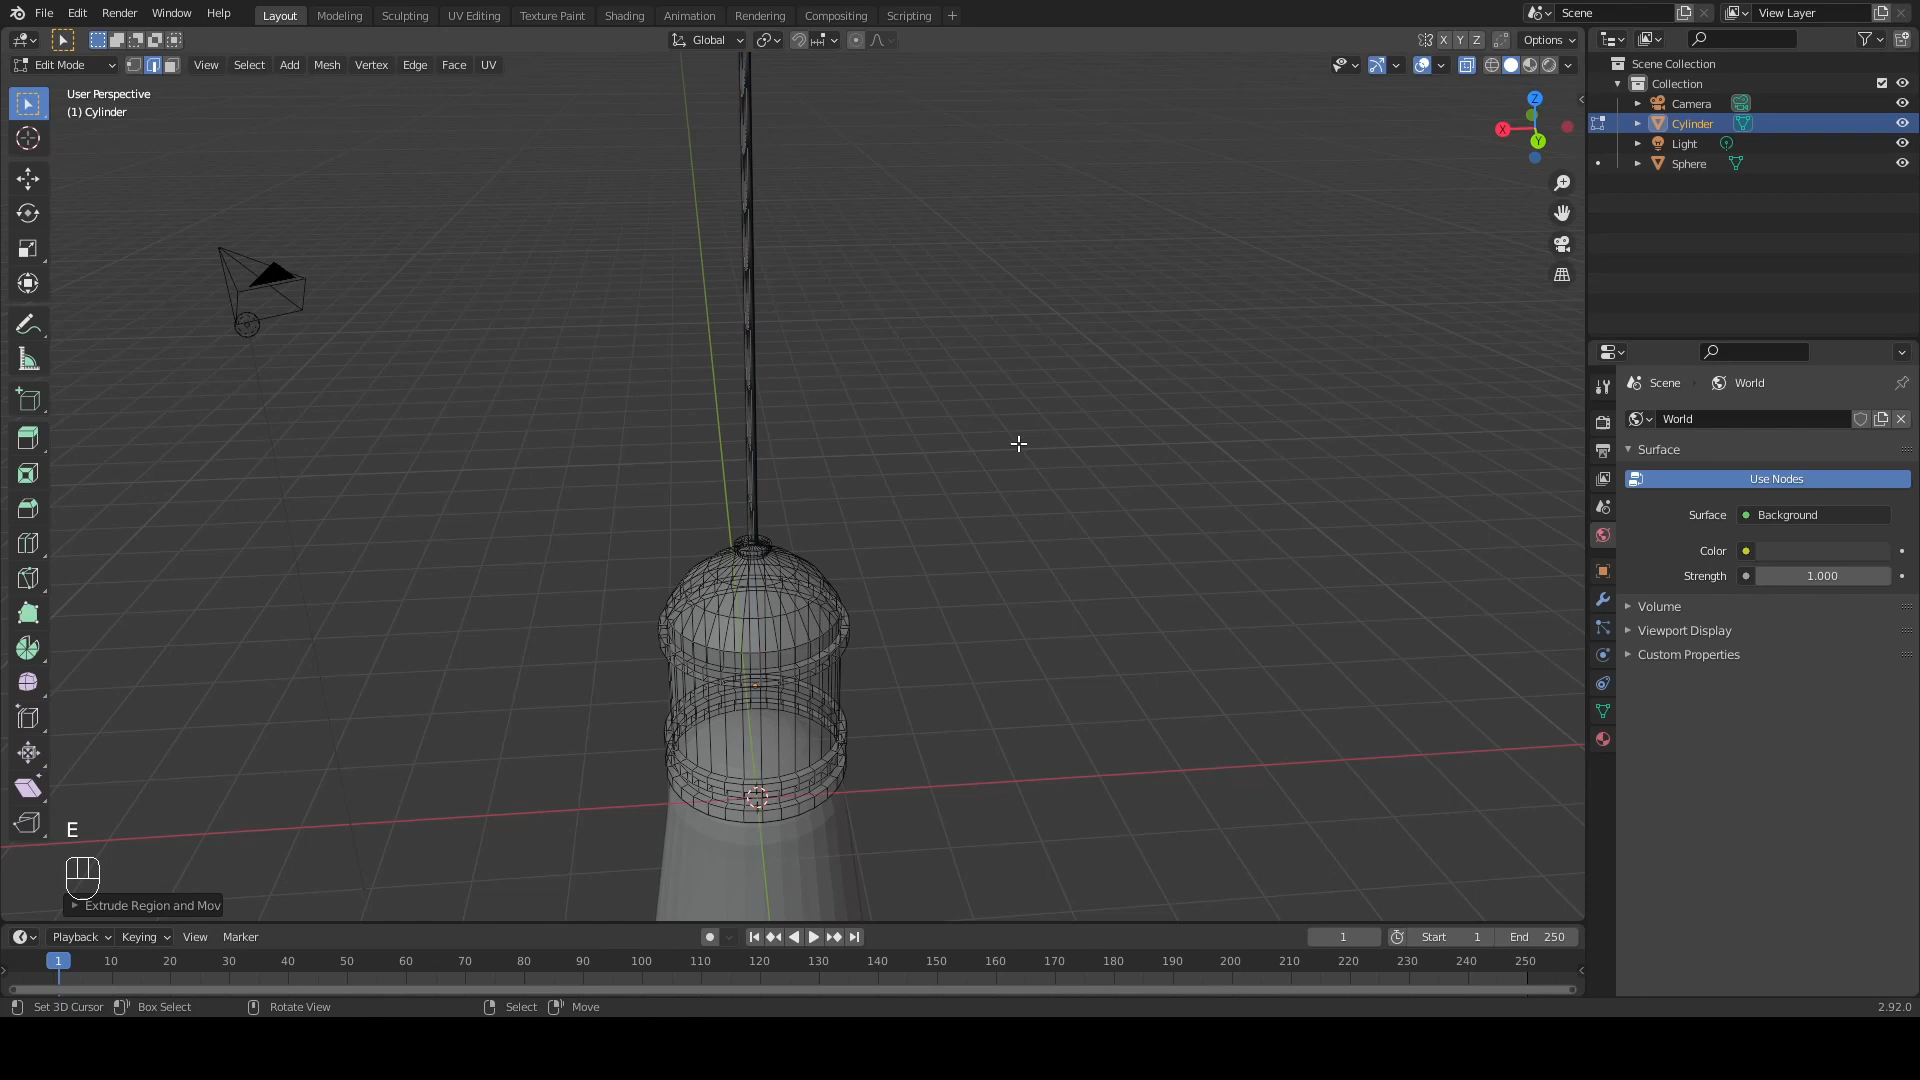 File Edit Render Window Help Layout Modeling Sculpting UV Editing Texture Paint Shading Animation Rendering Compositing Scripting + Scene View Layer
Global X Y Z Options
Edit Mode View Select Add Mesh Vertex Edge Face UV
User Perspective
(1) Cylinder
Z
X
Y
Scene Collection
Collection
Camera
Cylinder
Light
Sphere
Scene World
World
Surface
Use Nodes
Surface Background
Color
Strength 1.000
Volume
Viewport Display
Custom Properties
E
Extrude Region and Mov
Playback Keying View Marker 1 Start 1 End 250
1 10 20 30 40 50 60 70 80 90 100 110 120 130 140 150 160 170 180 190 200 210 220 230 240 250
Set 3D Cursor Box Select Rotate View Select Move 2.92.0